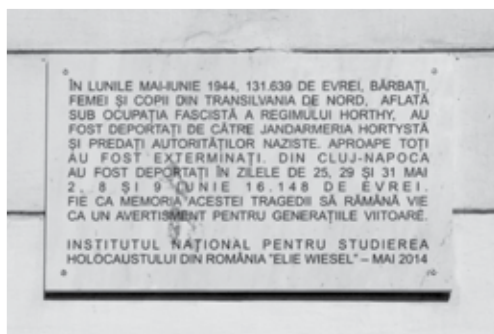 ÎN LUNILE MAI-IUNIE 1944, 131.639 DE EVREI, BĂRBAȚI,
FEMEI ȘI COPII DIN TRANSILVANIA DE NORD, AFLATĂ
SUB OCUPAȚIA FASCISTĂ A REGIMULUI HORTHY, AU
FOST DEPORTAȚI DE CĂTRE JANDARMERIA HORTYSTĂ
ȘI PREDAȚI AUTORITĂȚILOR NAZISTE. APROAPE TOȚI
AU FOST EXTERMINAȚI. DIN CLUJ-NAPOCA
AU FOST DEPORTAȚI ÎN ZILELE DE 25, 29 ȘI 31 MAI
2, 8 ȘI 9 IUNIE 16.148 DE EVREI.
FIE CA MEMORIA ACESTEI TRAGEDII SĂ RĂMÂNĂ VIE
CA UN AVERTISMENT PENTRU GENERAȚIILE VIITOARE.
INSTITUTUL NAȚIONAL PENTRU STUDIEREA
HOLOCAUSTULUI DIN ROMÂNIA "ELIE WIESEL" – MAI 2014